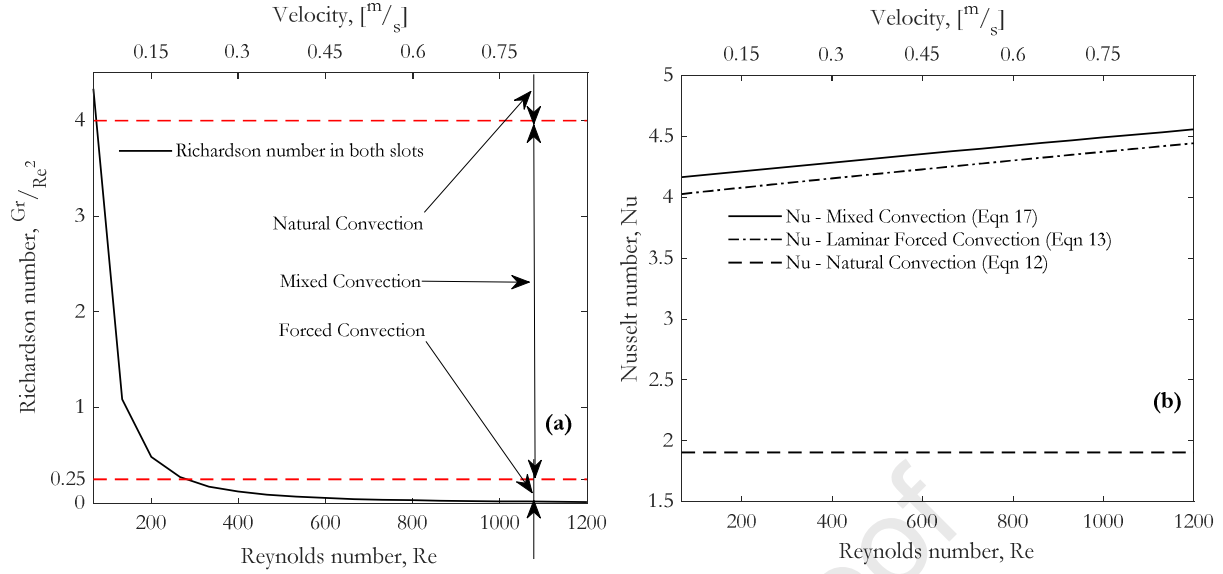 Velocity, [m/s]
0.15 0.3 0.45 0.6 0.75
4
3
2
1
0.25
0
Richardson number, Gr/Re2
Richardson number in both slots
Natural Convection
Mixed Convection
Forced Convection
(a)
200 400 600 800 1000 1200
Reynolds number, Re
Velocity, [m/s]
0.15 0.3 0.45 0.6 0.75
5
4.5
4
3.5
3
2.5
2
1.5
Nusselt number, Nu
Nu - Mixed Convection (Eqn 17)
Nu - Laminar Forced Convection (Eqn 13)
Nu - Natural Convection (Eqn 12)
(b)
200 400 600 800 1000 1200
Reynolds number, Re